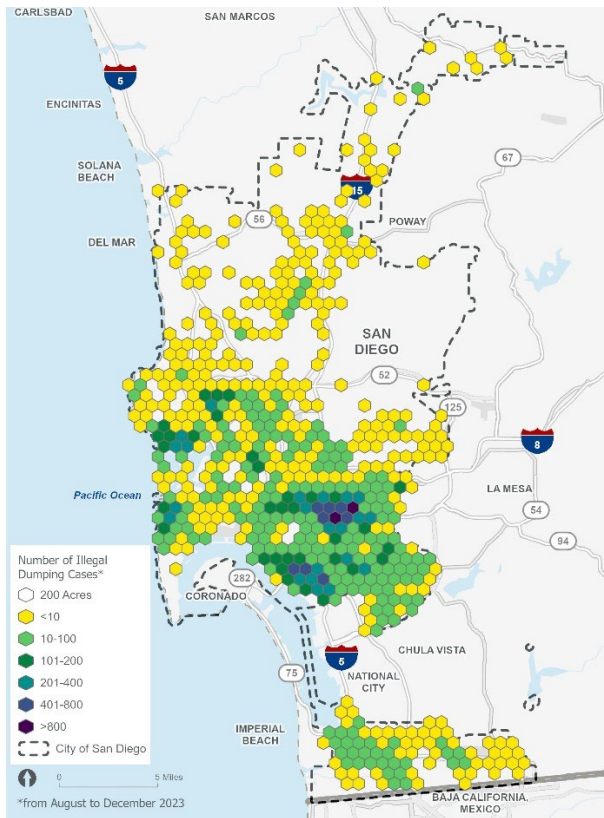 CARLSBAD
SAN MARCOS
5
ENCINITAS
SOLANA
BEACH
67
15
56
POWAY
DEL MAR
SAN
DIEGO
52
125
8
Pacific Ocean
LA MESA
54
94
Number of Illegal
Dumping Cases*
200 Acres
<10
10-100
101-200
201-400
401-800
>800
City of San Diego
0
5 Miles
*from August to December 2023
282
CORONADO
CHULA VISTA
5
75
NATIONAL
CITY
IMPERIAL
BEACH
BAJA CALIFORNIA,
MEXICO